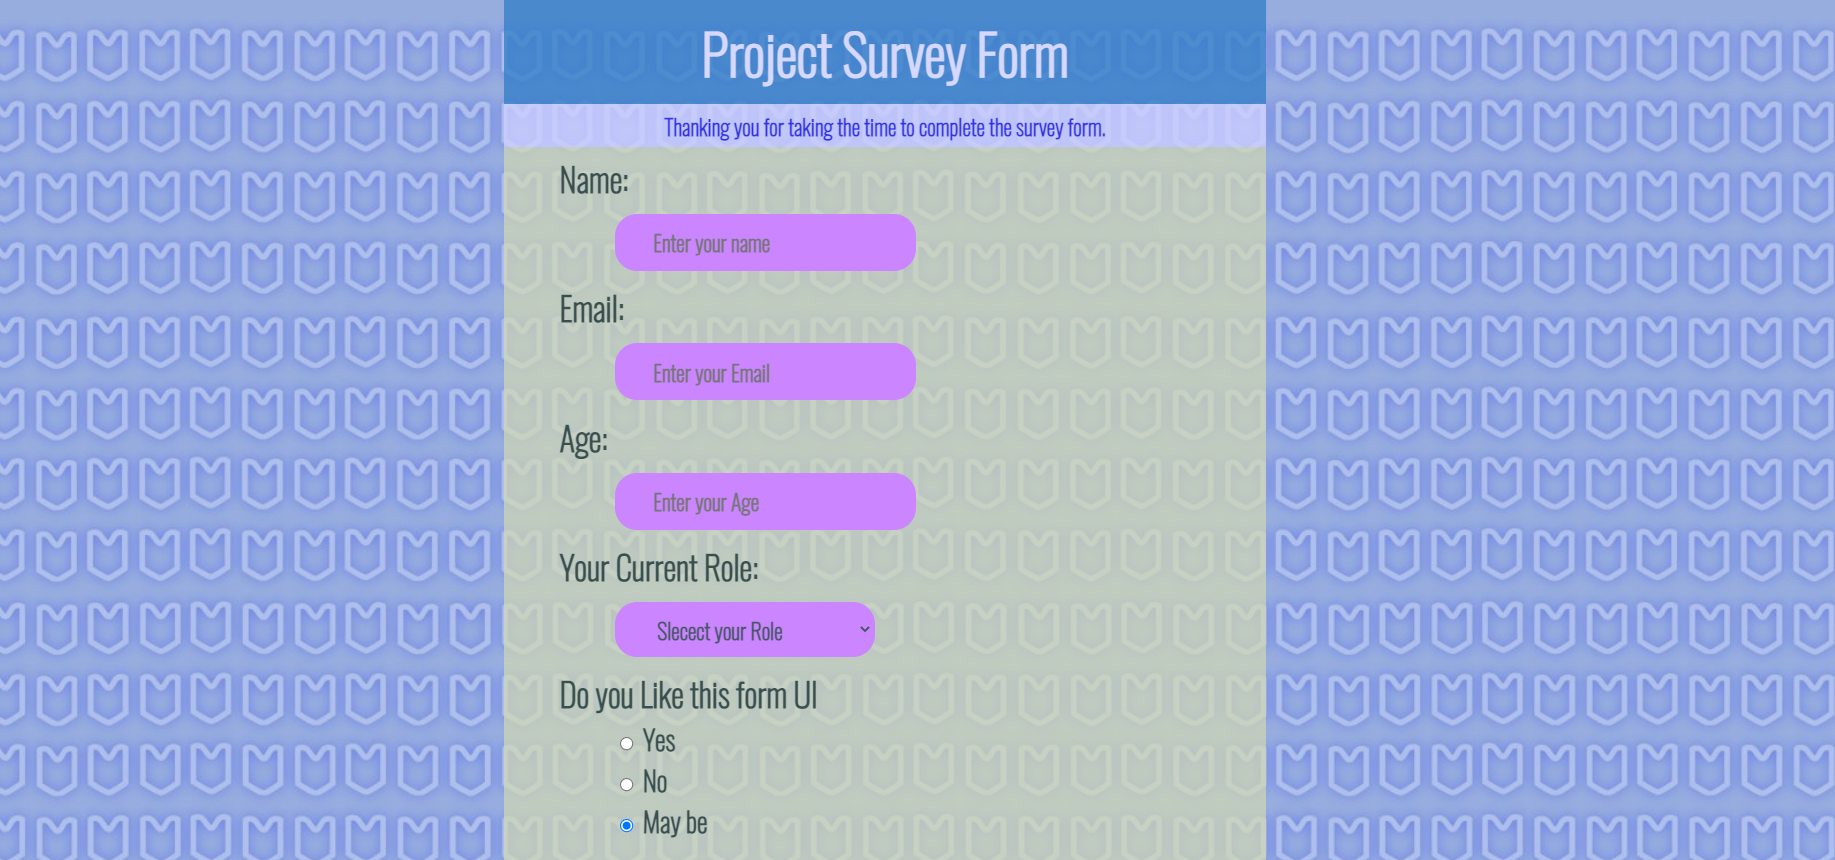 Project Survey Form
Thanking you for taking the time to complete the survey form.
Name:
Enter your name
Email:
Enter your Email
Age:
Enter your Age
Your Current Role:
Slecect your Role
Do you Like this form UI
Yes
No
May be